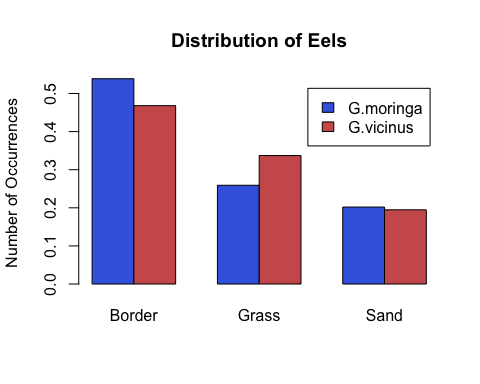 Distribution of Eels
Number of Occurrences
0.5
0.4
0.3
0.2
0.1
0.0
G.moringa
G.vicinus
Border Grass Sand